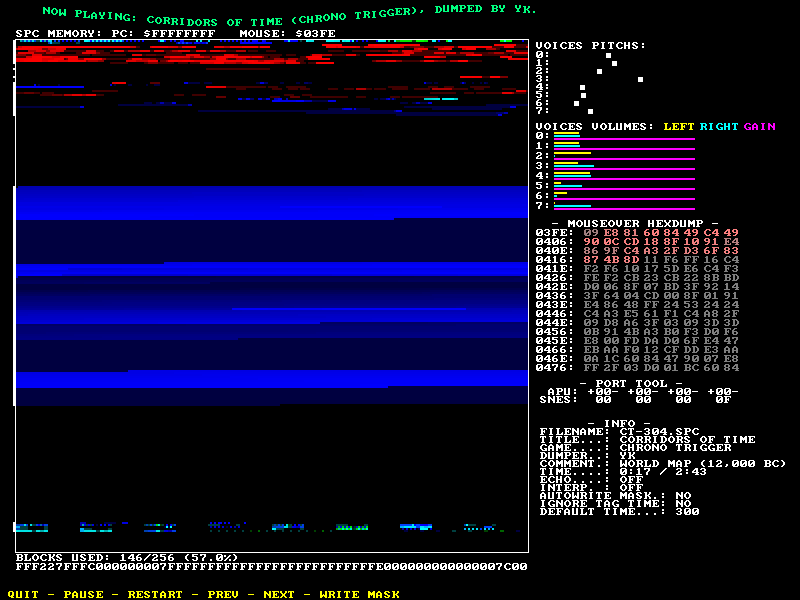 NOW PLAYING: CORRIDORS OF TIME (CHRONO TRIGGER), DUMPED BY YK.
SPC MEMORY: PC: $FFFFFFFF MOUSE: $03FE
VOICES PITCHS:
0:
1:
2:
3:
4:
5:
6:
7:
VOICES VOLUMES: LEFT RIGHT GAIN
0:
1:
2:
3:
4:
5:
6:
7:
- MOUSEOVER HEXDUMP -
03FE: 09 E8 81 60 84 49 C4 49
0406: 90 0C CD 18 8F 10 91 E4
040E: 86 9F C4 A3 2F D3 6F 83
0416: 87 4B 8D 11 F6 FF 16 C4
041E: F2 F6 10 17 5D E6 C4 F3
0426: FE F2 CB 23 CB 22 8B BD
042E: D0 06 8F 07 BD 3F 92 14
0436: 3F 64 04 CD 00 8F 01 91
043E: E4 86 48 FF 24 53 24 24
0446: C4 A3 E5 61 F1 C4 A8 2F
044E: 09 D8 A6 3F 03 09 3D 3D
0456: 0B 91 4B A3 B0 F3 D0 F6
045E: E8 00 FD DA D0 6F E4 47
0466: EB AA F0 12 CF DD E3 AA
046E: 0A 1C 60 84 47 90 07 E8
0476: FF 2F 03 D0 01 BC 60 84
- PORT TOOL -
APU: +00- +00- +00- +00-
SNES: 00 00 00 0F
- INFO -
FILENAME: CT-304.SPC
TITLE...: CORRIDORS OF TIME
GAME....: CHRONO TRIGGER
DUMPER..: YK
COMMENT.: WORLD MAP (12,000 BC)
TIME....: 0:17 / 2:43
ECHO....: OFF
INTERP..: OFF
AUTOWRITE MASK.: NO
IGNORE TAG TIME: NO
DEFAULT TIME...: 300
BLOCKS USED: 146/256 (57.0%)
FFF227FFFC000000007FFFFFFFFFFFFFFFFFFFFFFFFFFFE0000000000000007C00
QUIT - PAUSE - RESTART - PREV - NEXT - WRITE MASK